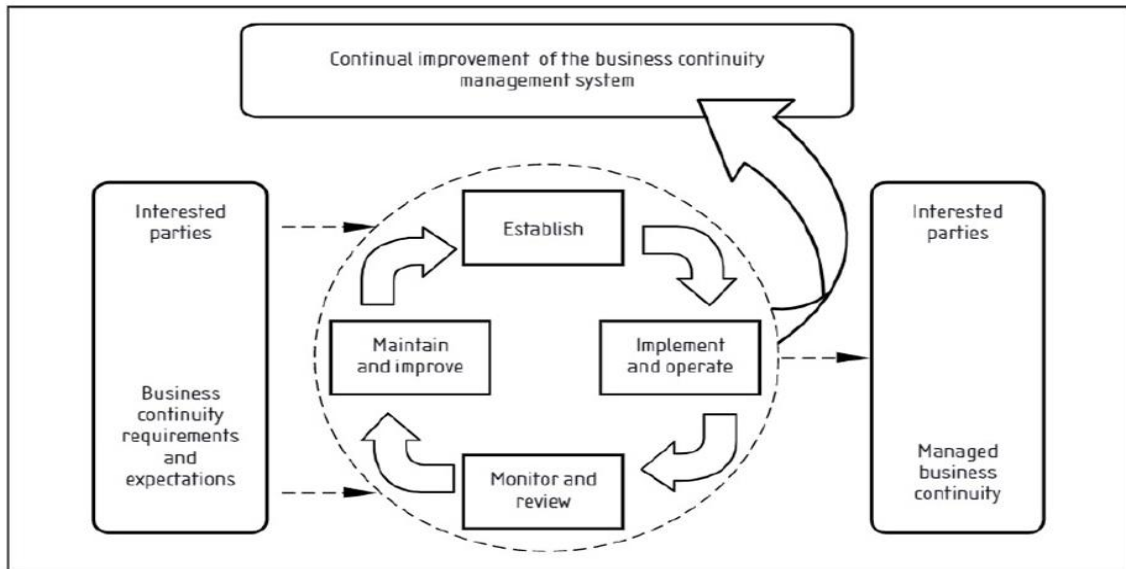 Continual improvement of the business continuity
management system
Interested
parties
Business
continuity
requirements
and
expectations
Establish
Maintain
and improve
Implement
and operate
Monitor and
review
Interested
parties
Managed
business
continuity